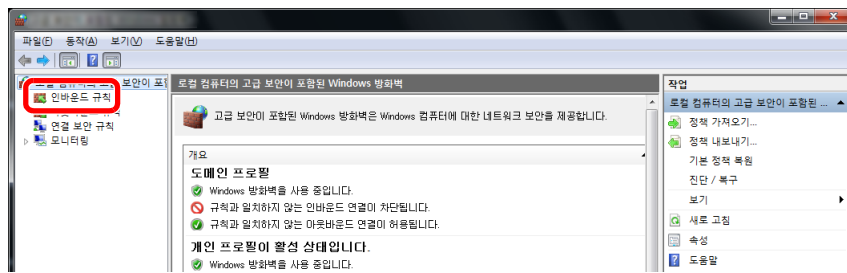 파일(F) 동작(A) 보기(V) 도움말(H)
보안이 포함
인바운드 규칙
연결 보안 규칙
모니터링
로컬 컴퓨터의 고급 보안이 포함된 Windows 방화벽
고급 보안이 포함된 Windows 방화벽은 Windows 컴퓨터에 대한 네트워크 보안을 제공합니다.
개요
도메인 프로필
Windows 방화벽을 사용 중입니다.
규칙과 일치하지 않는 인바운드 연결이 차단됩니다.
규칙과 일치하지 않는 아웃바운드 연결이 허용됩니다.
개인 프로필이 활성 상태입니다.
Windows 방화벽을 사용 중입니다.
작업
로컬 컴퓨터의 고급 보안이 포함된 ...
정책 가져오기...
정책 내보내기...
기본 정책 복원
진단 / 복구
보기
새로 고침
속성
도움말